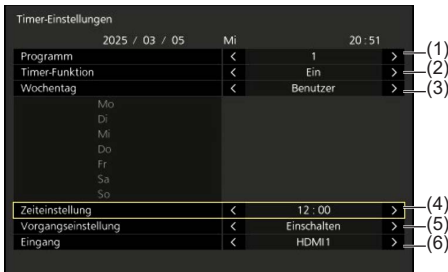 Timer-Einstellungen
2025 / 03 / 05 Mi 20:51
Programm < 1 > (1)
Timer-Funktion < Ein > (2)
Wochentag < Benutzer > (3)
Mo
Di
Mi
Do
Fr
Sa
So
Zeiteinstellung < 12 : 00 > (4)
Vorgangseinstellung < Einschalten > (5)
Eingang < HDMI1 > (6)